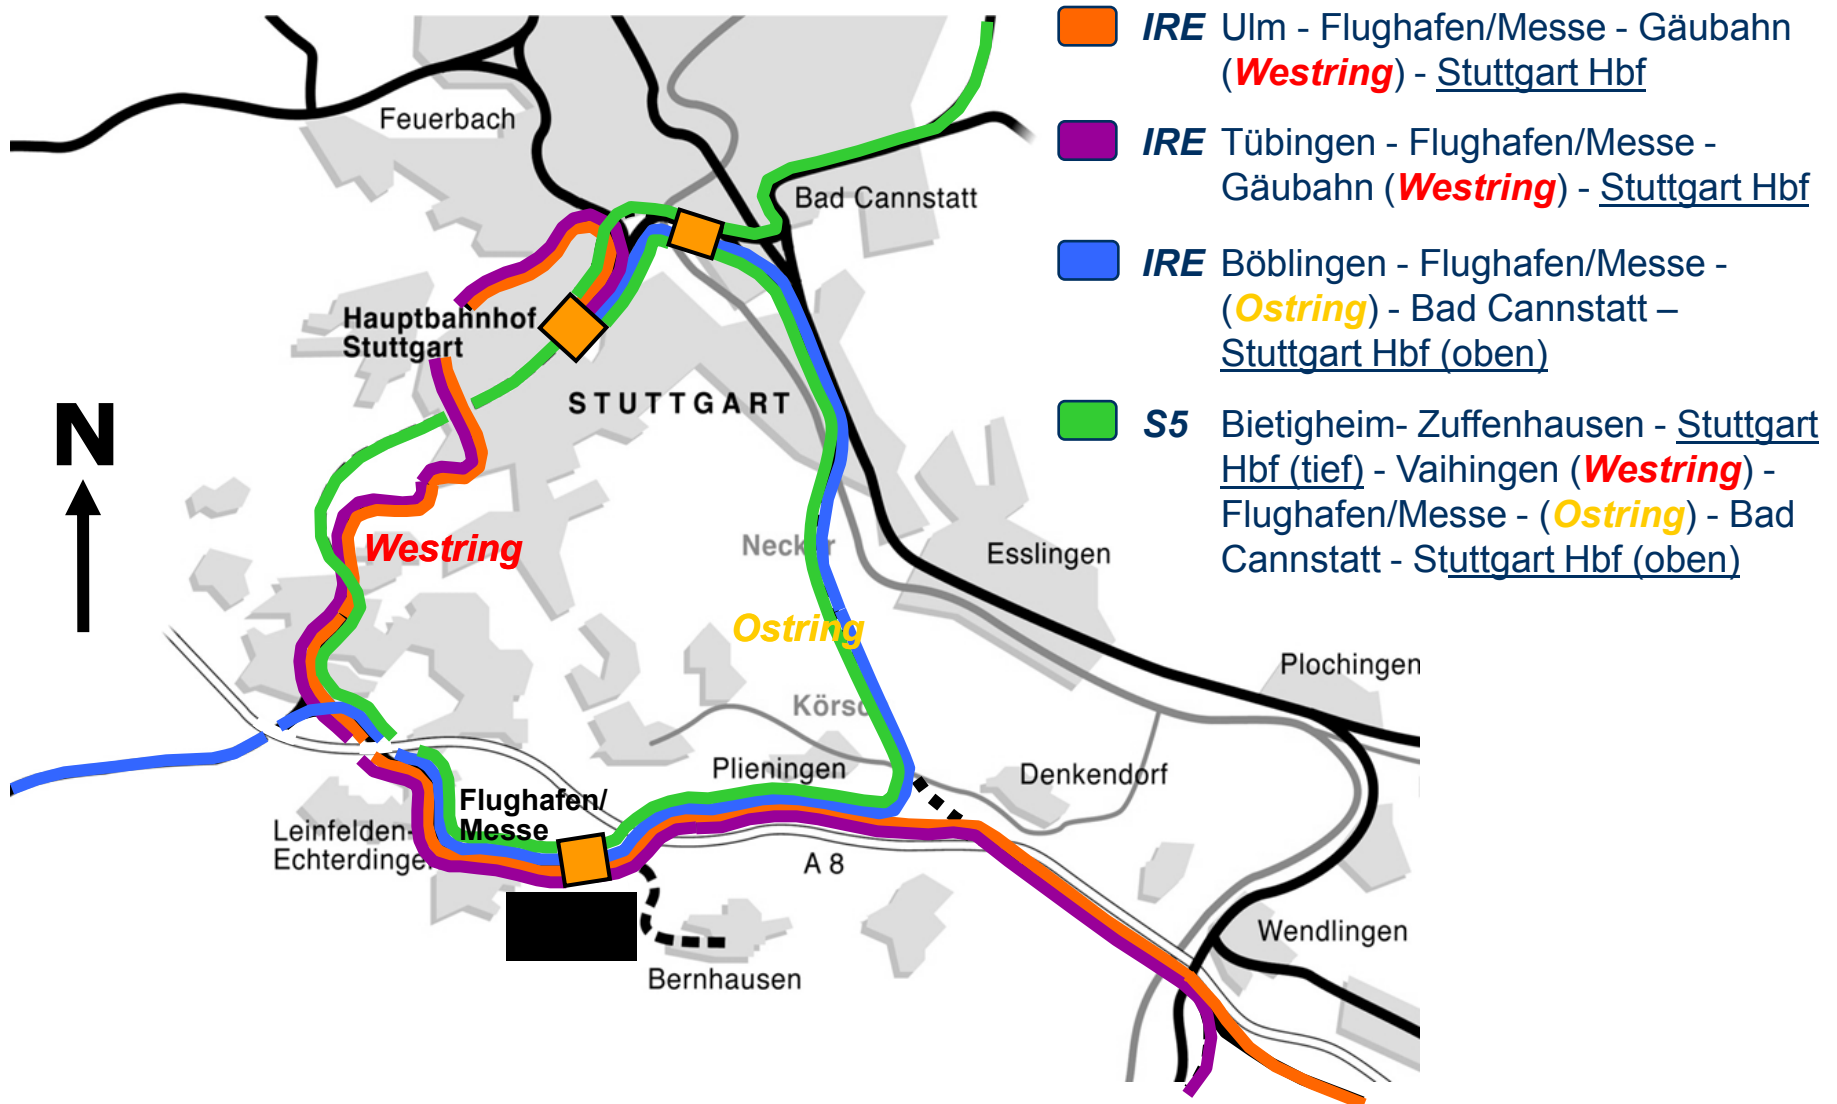 IRE Ulm - Flughafen/Messe - Gäubahn
(Westring) - Stuttgart Hbf
IRE Tübingen - Flughafen/Messe -
Gäubahn (Westring) - Stuttgart Hbf
IRE Böblingen - Flughafen/Messe -
(Ostring) - Bad Cannstatt –
Stuttgart Hbf (oben)
S5 Bietigheim- Zuffenhausen - Stuttgart
Hbf (tief) - Vaihingen (Westring) -
Flughafen/Messe - (Ostring) - Bad
Cannstatt - Stuttgart Hbf (oben)
Feuerbach
Bad Cannstatt
Hauptbahnhof
Stuttgart
STUTTGART
N
Westring
Neckar
Esslingen
Ostring
Plochingen
Körsc
Plieningen
Denkendorf
Flughafen/
Messe
Leinfelden-
Echterdingen
A 8
Wendlingen
Bernhausen